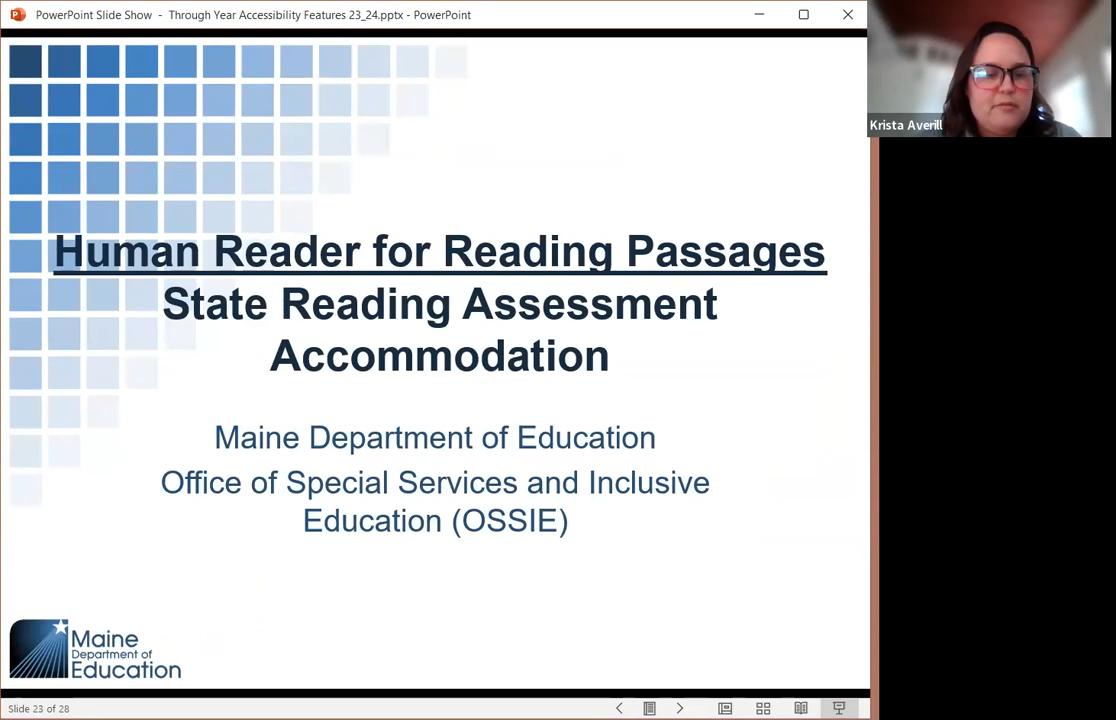 PowerPoint Slide Show - Through Year Accessibility Features 23_24.pptx - PowerPoint
Krista Averill
Human Reader for Reading Passages
State Reading Assessment
Accommodation
Maine Department of Education
Office of Special Services and Inclusive
Education (OSSIE)
Maine
Department of
Education
Slide 23 of 28